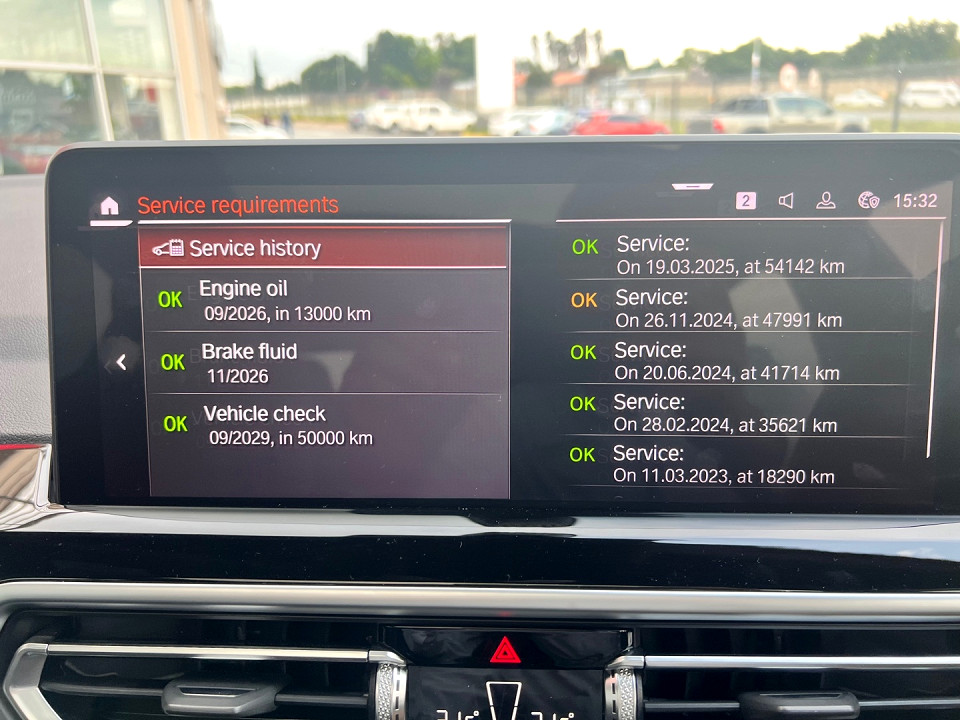 Service requirements
2
15:32
Service history
OK
Engine oil
09/2026, in 13000 km
OK
Brake fluid
11/2026
OK
Vehicle check
09/2029, in 50000 km
OK
Service:
On 19.03.2025, at 54142 km
OK
Service:
On 26.11.2024, at 47991 km
OK
Service:
On 20.06.2024, at 41714 km
OK
Service:
On 28.02.2024, at 35621 km
OK
Service:
On 11.03.2023, at 18290 km